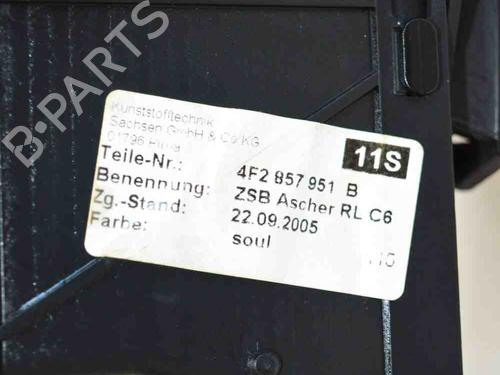 B-PARTS
Kunststofftechnik
Sachsen GmbH & Co KG
01796 Pirna
11S
Teile-Nr.: 4F2 857 951 B
Benennung: ZSB Ascher RL C6
Zg.-Stand: 22.09.2005
Farbe: soul